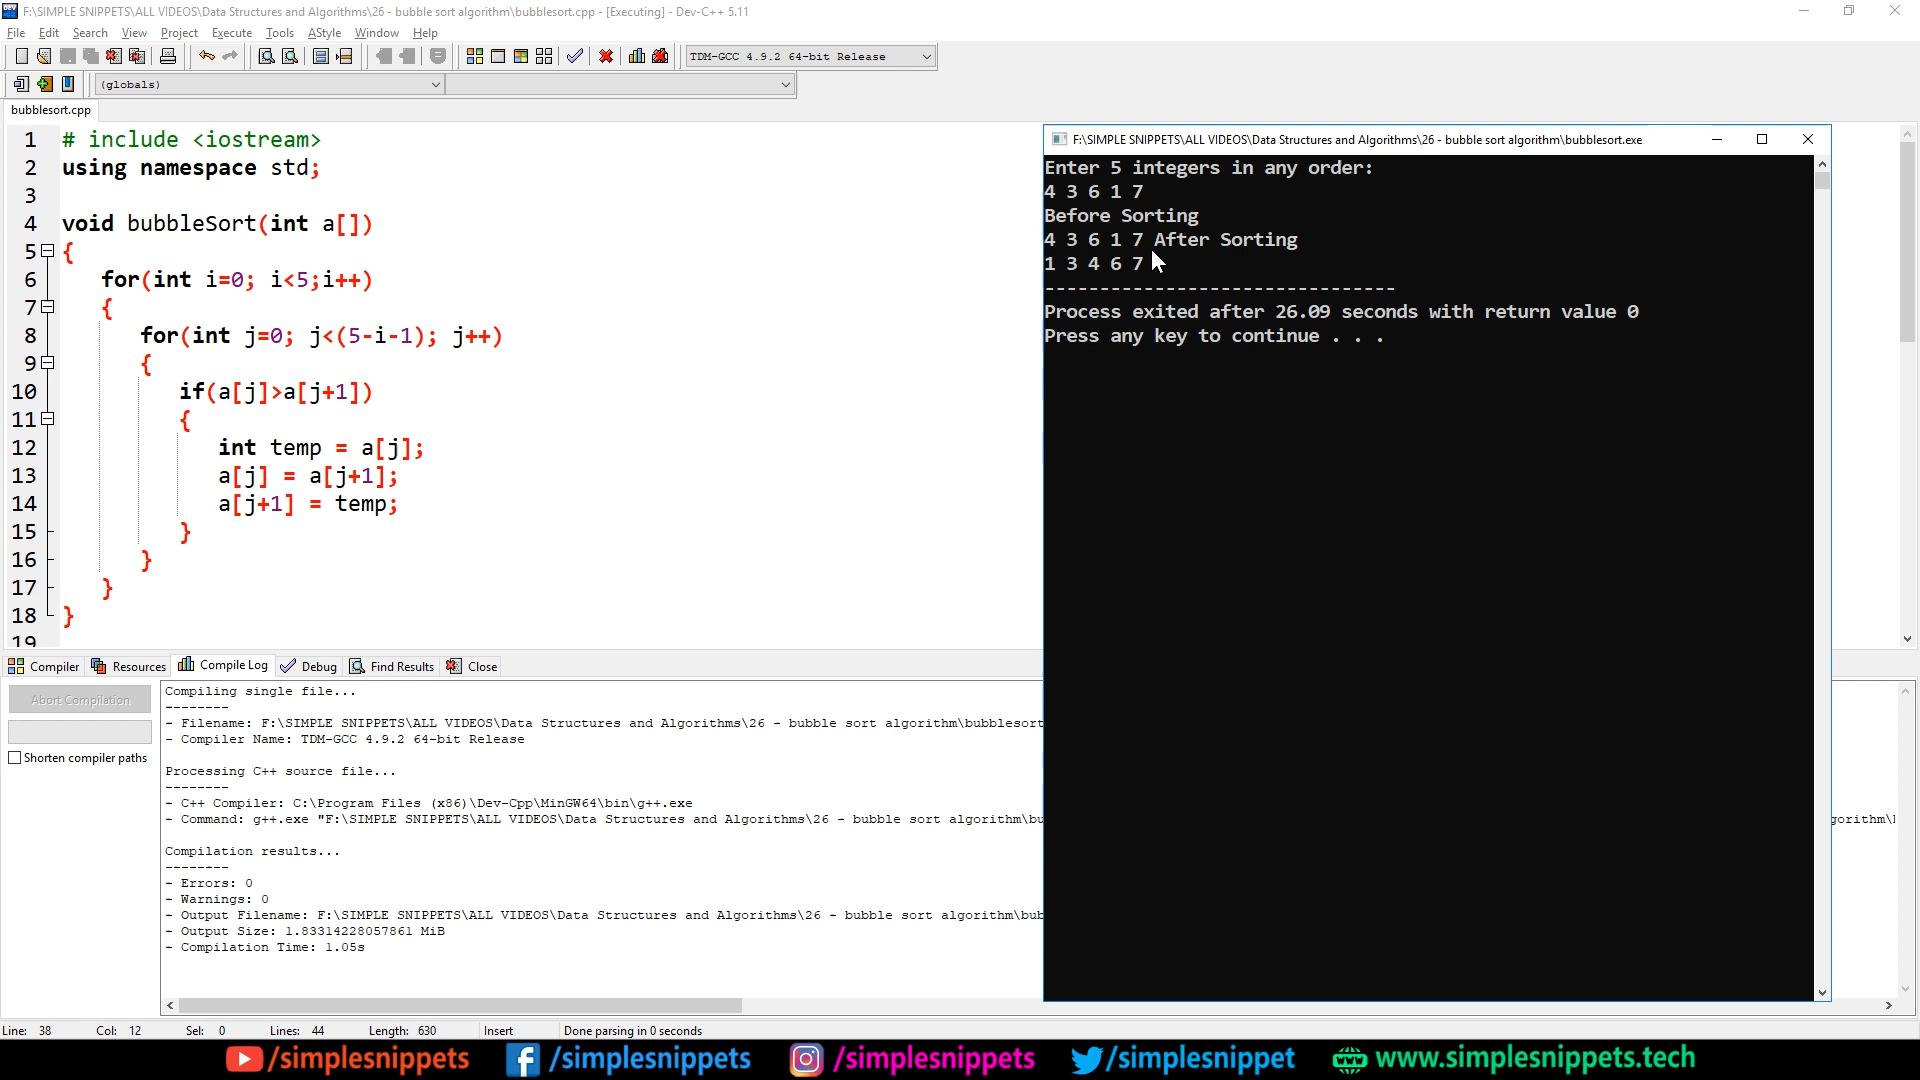 F:\SIMPLE SNIPPETS\ALL VIDEOS\Data Structures and Algorithms\26 - bubble sort algorithm\bubblesort.cpp - [Executing] - Dev-C++ 5.11
File Edit Search View Project Execute Tools AStyle Window Help
TDM-GCC 4.9.2 64-bit Release
(globals)
bubblesort.cpp
1 # include <iostream>
2 using namespace std;
3
4 void bubbleSort(int a[])
5 {
6 for(int i=0; i<5;i++)
7 {
8 for(int j=0; j<(5-i-1); j++)
9 {
10 if(a[j]>a[j+1])
11 {
12 int temp = a[j];
13 a[j] = a[j+1];
14 a[j+1] = temp;
15 }
16 }
17 }
18 }
19
F:\SIMPLE SNIPPETS\ALL VIDEOS\Data Structures and Algorithms\26 - bubble sort algorithm\bubblesort.exe
Enter 5 integers in any order:
4 3 6 1 7
Before Sorting
4 3 6 1 7 After Sorting
1 3 4 6 7
--------------------------------
Process exited after 26.09 seconds with return value 0
Press any key to continue . . .
Compiler Resources Compile Log Debug Find Results Close
Abort Compilation
Shorten compiler paths
Compiling single file...
--------
- Filename: F:\SIMPLE SNIPPETS\ALL VIDEOS\Data Structures and Algorithms\26 - bubble sort algorithm\bubblesort
- Compiler Name: TDM-GCC 4.9.2 64-bit Release
Processing C++ source file...
--------
- C++ Compiler: C:\Program Files (x86)\Dev-Cpp\MinGW64\bin\g++.exe
- Command: g++.exe "F:\SIMPLE SNIPPETS\ALL VIDEOS\Data Structures and Algorithms\26 - bubble sort algorithm\bu gorithm\
Compilation results...
--------
- Errors: 0
- Warnings: 0
- Output Filename: F:\SIMPLE SNIPPETS\ALL VIDEOS\Data Structures and Algorithms\26 - bubble sort algorithm\bub
- Output Size: 1.83314228057861 MiB
- Compilation Time: 1.05s
Line: 38 Col: 12 Sel: 0 Lines: 44 Length: 630 Insert Done parsing in 0 seconds
/simplesnippets /simplesnippets /simplesnippets /simplesnippet www.simplesnippets.tech